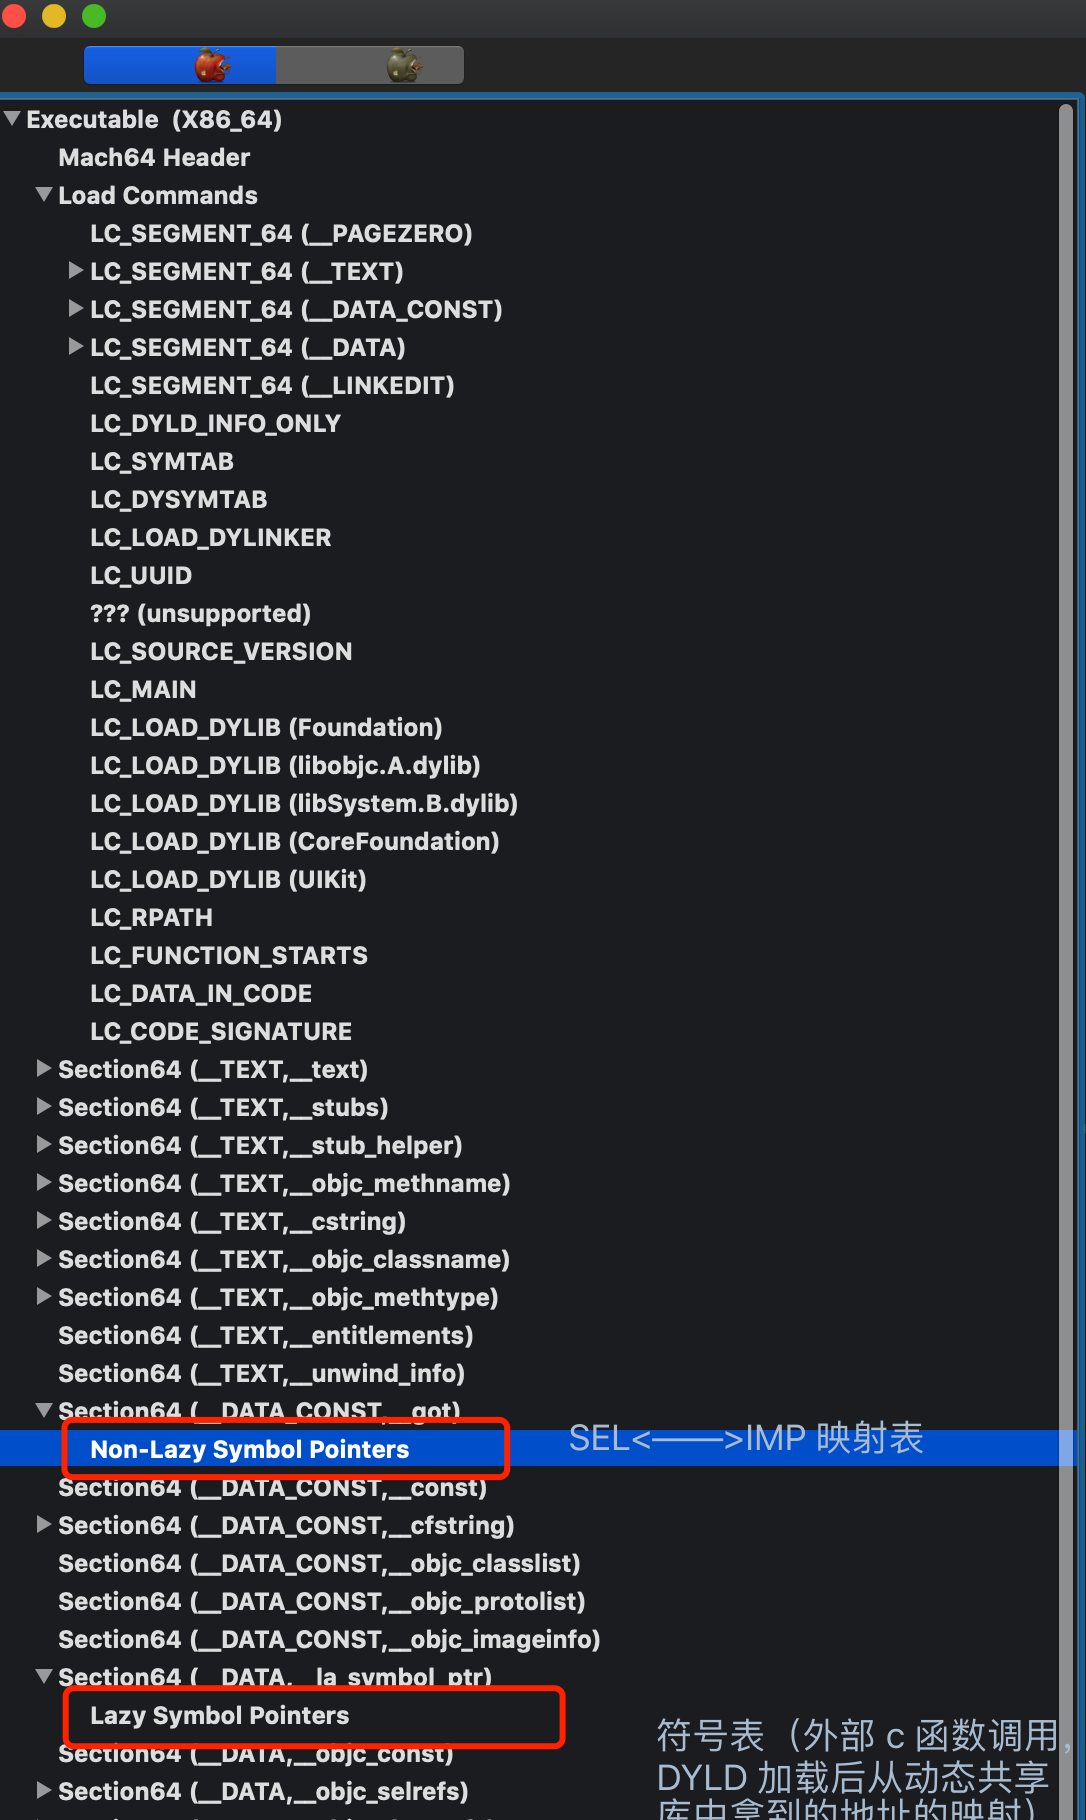 Executable (X86_64)
Mach64 Header
Load Commands
LC_SEGMENT_64 (__PAGEZERO)
LC_SEGMENT_64 (__TEXT)
LC_SEGMENT_64 (__DATA_CONST)
LC_SEGMENT_64 (__DATA)
LC_SEGMENT_64 (__LINKEDIT)
LC_DYLD_INFO_ONLY
LC_SYMTAB
LC_DYSYMTAB
LC_LOAD_DYLINKER
LC_UUID
??? (unsupported)
LC_SOURCE_VERSION
LC_MAIN
LC_LOAD_DYLIB (Foundation)
LC_LOAD_DYLIB (libobjc.A.dylib)
LC_LOAD_DYLIB (libSystem.B.dylib)
LC_LOAD_DYLIB (CoreFoundation)
LC_LOAD_DYLIB (UIKit)
LC_RPATH
LC_FUNCTION_STARTS
LC_DATA_IN_CODE
LC_CODE_SIGNATURE
Section64 (__TEXT,__text)
Section64 (__TEXT,__stubs)
Section64 (__TEXT,__stub_helper)
Section64 (__TEXT,__objc_methname)
Section64 (__TEXT,__cstring)
Section64 (__TEXT,__objc_classname)
Section64 (__TEXT,__objc_methtype)
Section64 (__TEXT,__entitlements)
Section64 (__TEXT,__unwind_info)
Section64 (__DATA_CONST,__got)
Non-Lazy Symbol Pointers
SEL<——>IMP 映射表
Section64 (__DATA_CONST,__const)
Section64 (__DATA_CONST,__cfstring)
Section64 (__DATA_CONST,__objc_classlist)
Section64 (__DATA_CONST,__objc_protolist)
Section64 (__DATA_CONST,__objc_imageinfo)
Section64 (__DATA,__la_symbol_ptr)
Lazy Symbol Pointers
Section64 (__DATA,__objc_const)
Section64 (__DATA,__objc_selrefs)
符号表（外部 c 函数调用，
DYLD 加载后从动态共享
库中拿到的地址的映射）